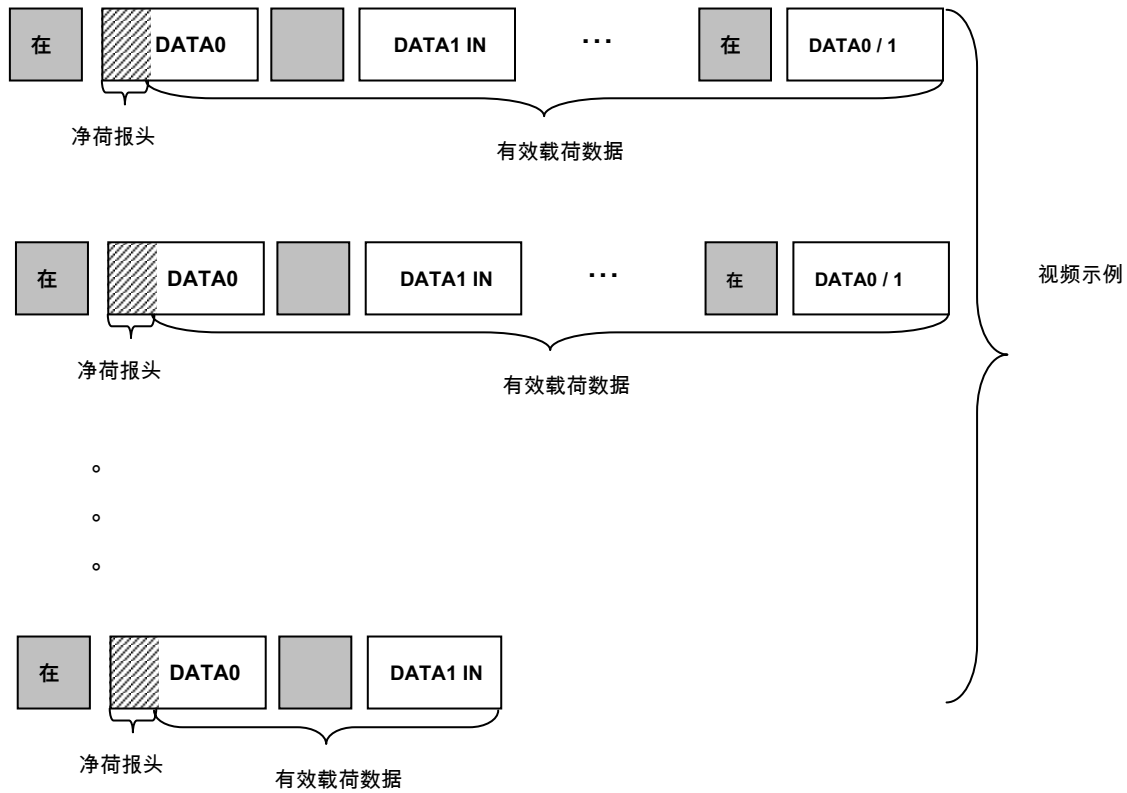 在 DATA0 DATA1 IN ... 在 DATA0 / 1
净荷报头
有效载荷数据
在 DATA0 DATA1 IN ... 在 DATA0 / 1
视频示例
净荷报头
有效载荷数据
。
。
。
在 DATA0 DATA1 IN
净荷报头
有效载荷数据